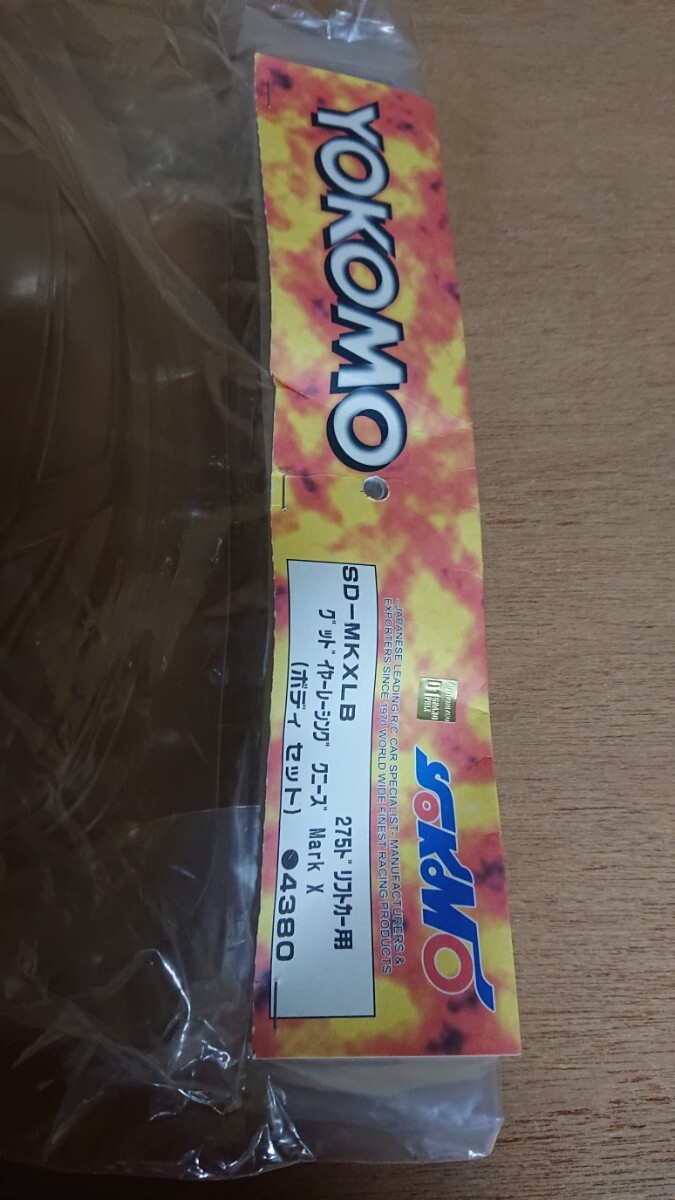 YOKOMO
SD-MKXLB 275ドリフトカー用
グッドイヤーレーシング クニーズ Mark X
(ボディ セット) 4380
- JAPANESE LEADING R/C CAR SPECIALIST - MANUFACTURERS &
EXPORTERS SINCE 1970 WORLD WIDE FINEST RACING PRODUCTS
D1
YOKOMO